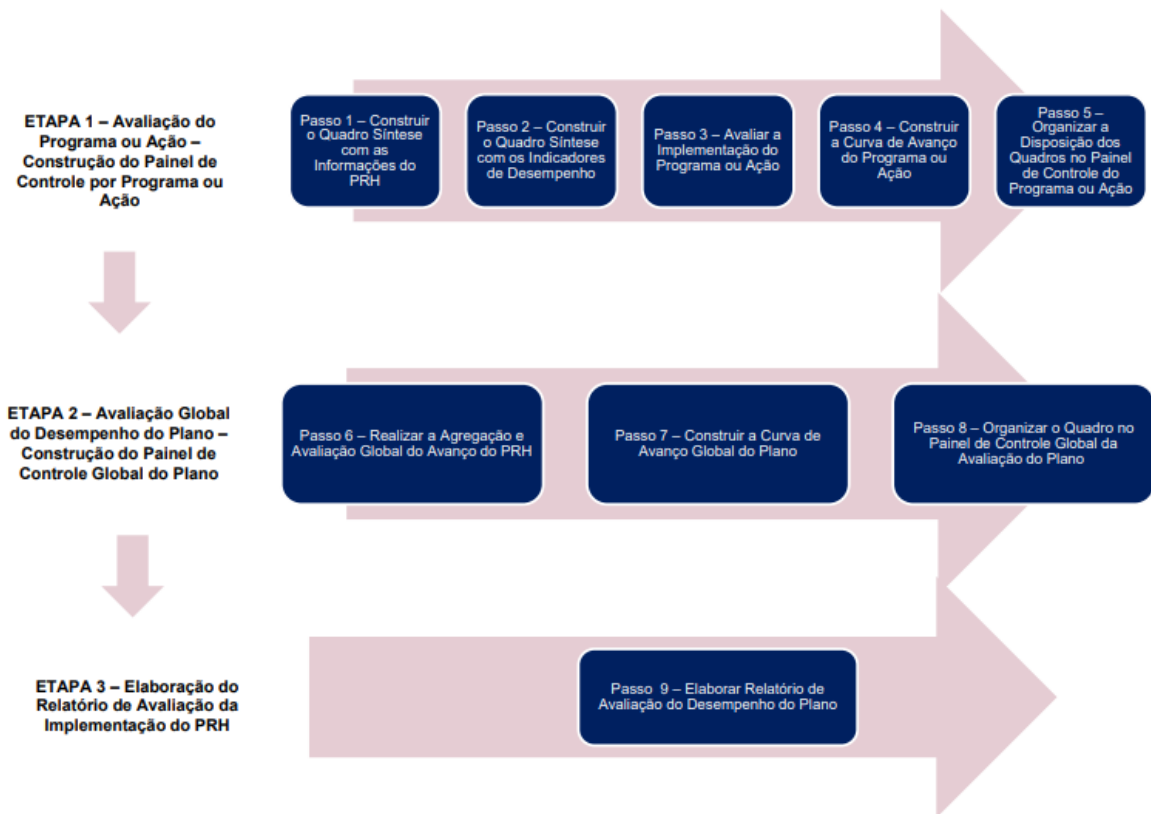 ETAPA 1 – Avaliação do
Programa ou Ação –
Construção do Painel de
Controle por Programa ou
Ação
Passo 1 – Construir
o Quadro Síntese
com as
Informações do
PRH
Passo 2 – Construir
o Quadro Síntese
com os Indicadores
de Desempenho
Passo 3 – Avaliar a
Implementação do
Programa ou Ação
Passo 4 – Construir
a Curva de Avanço
do Programa ou
Ação
Passo 5 –
Organizar a
Disposição dos
Quadros no Painel
de Controle do
Programa ou Ação
ETAPA 2 – Avaliação Global
do Desempenho do Plano –
Construção do Painel de
Controle Global do Plano
Passo 6 – Realizar a Agregação e
Avaliação Global do Avanço do PRH
Passo 7 – Construir a Curva de
Avanço Global do Plano
Passo 8 – Organizar o Quadro no
Painel de Controle Global da
Avaliação do Plano
ETAPA 3 – Elaboração do
Relatório de Avaliação da
Implementação do PRH
Passo 9 – Elaborar Relatório de
Avaliação do Desempenho do Plano